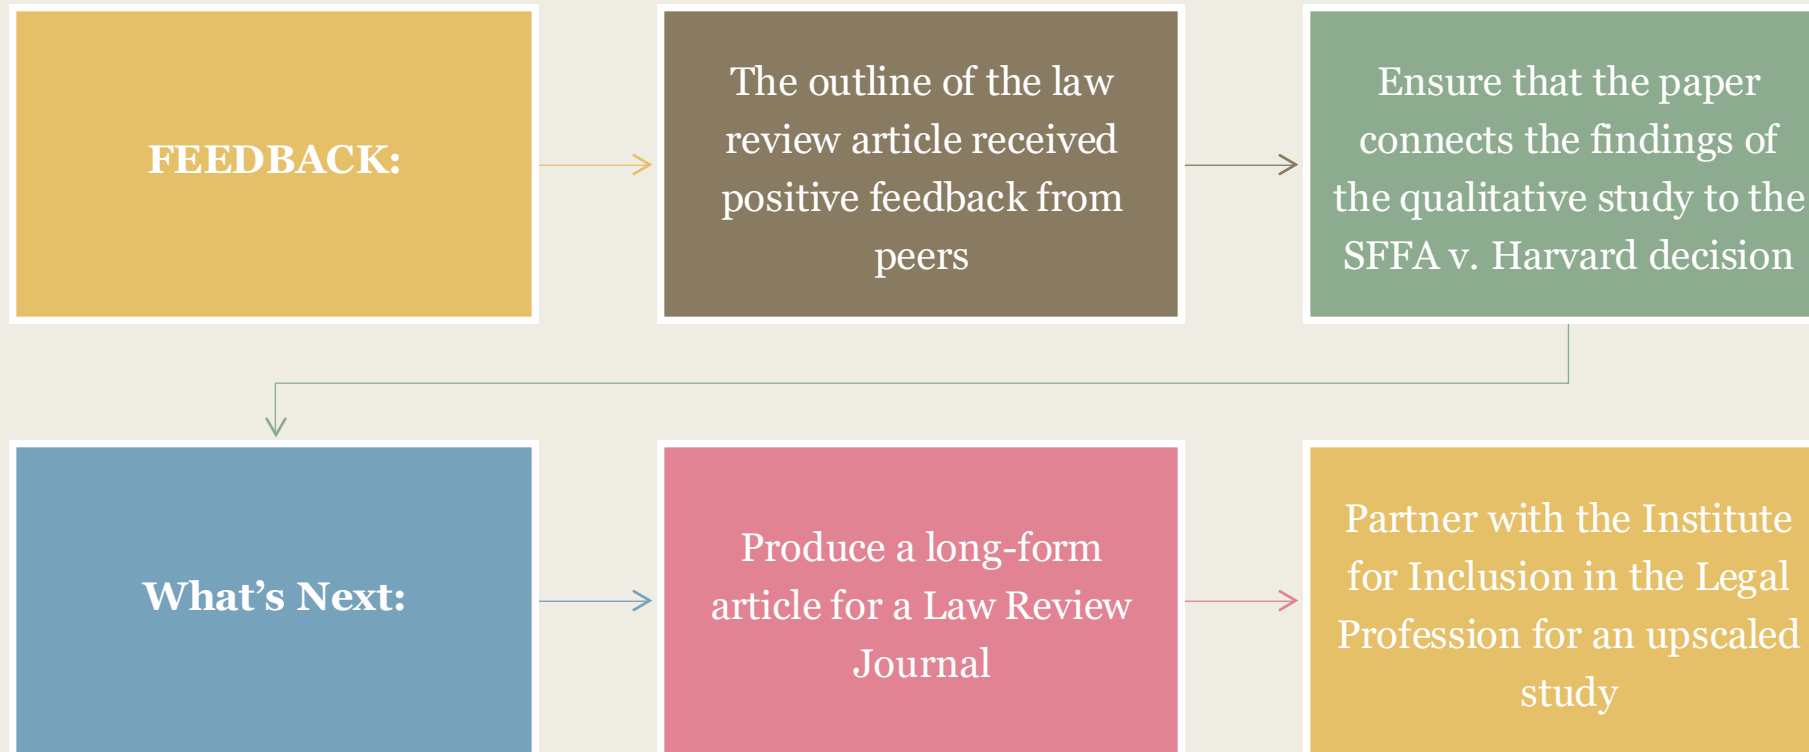 FEEDBACK:
The outline of the law
review article received
positive feedback from
peers
Ensure that the paper
connects the findings of
the qualitative study to the
SFFA v. Harvard decision
What’s Next:
Produce a long-form
article for a Law Review
Journal
Partner with the Institute
for Inclusion in the Legal
Profession for an upscaled
study